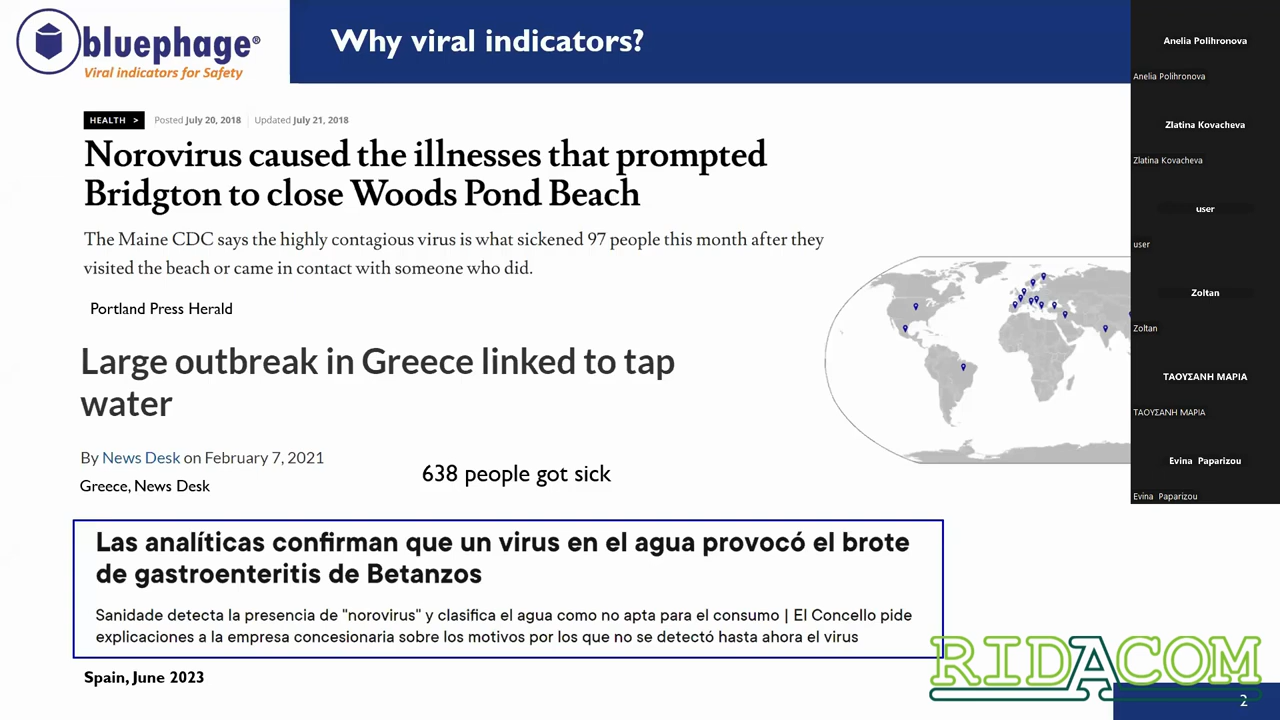 bluephage®
Viral indicators for Safety
Why viral indicators?
HEALTH >
Posted July 20, 2018 | Updated July 21, 2018
Norovirus caused the illnesses that prompted
Bridgton to close Woods Pond Beach
The Maine CDC says the highly contagious virus is what sickened 97 people this month after they
visited the beach or came in contact with someone who did.
Portland Press Herald
Large outbreak in Greece linked to tap
water
By News Desk on February 7, 2021
638 people got sick
Greece, News Desk
Las analíticas confirman que un virus en el agua provocó el brote
de gastroenteritis de Betanzos
Sanidade detecta la presencia de "norovirus" y clasifica el agua como no apta para el consumo | El Concello pide
explicaciones a la empresa concesionaria sobre los motivos por los que no se detectó hasta ahora el virus
Spain, June 2023
Anelia Polihronova
Anelia Polihronova
Zlatina Kovacheva
Zlatina Kovacheva
user
user
Zoltan
Zoltan
ΤΑΟΥΣΑΝΗ ΜΑΡΙΑ
ΤΑΟΥΣΑΝΗ ΜΑΡΙΑ
Evina Paparizou
Evina Paparizou
RIDACOM
2